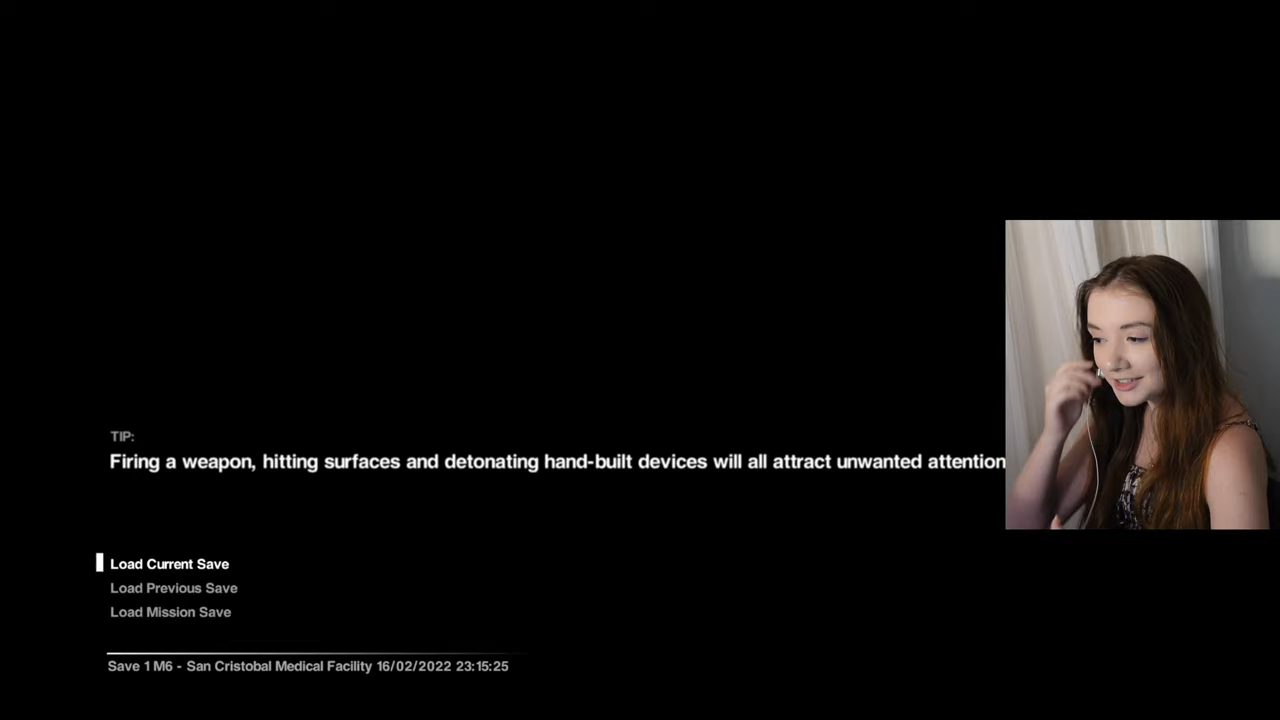 TIP:
Firing a weapon, hitting surfaces and detonating hand-built devices will all attract unwanted attention
Load Current Save
Load Previous Save
Load Mission Save
Save 1 M6 - San Cristobal Medical Facility 16/02/2022 23:15:25